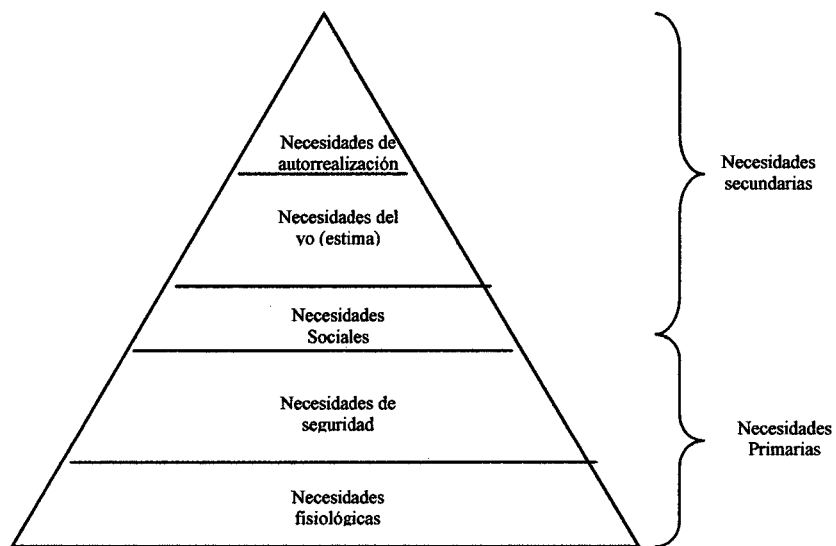 Necesidades de
autorrealización
Necesidades del
yo (estima)
Necesidades
Sociales
Necesidades de
seguridad
Necesidades
fisiológicas
Necesidades
secundarias
Necesidades
Primarias